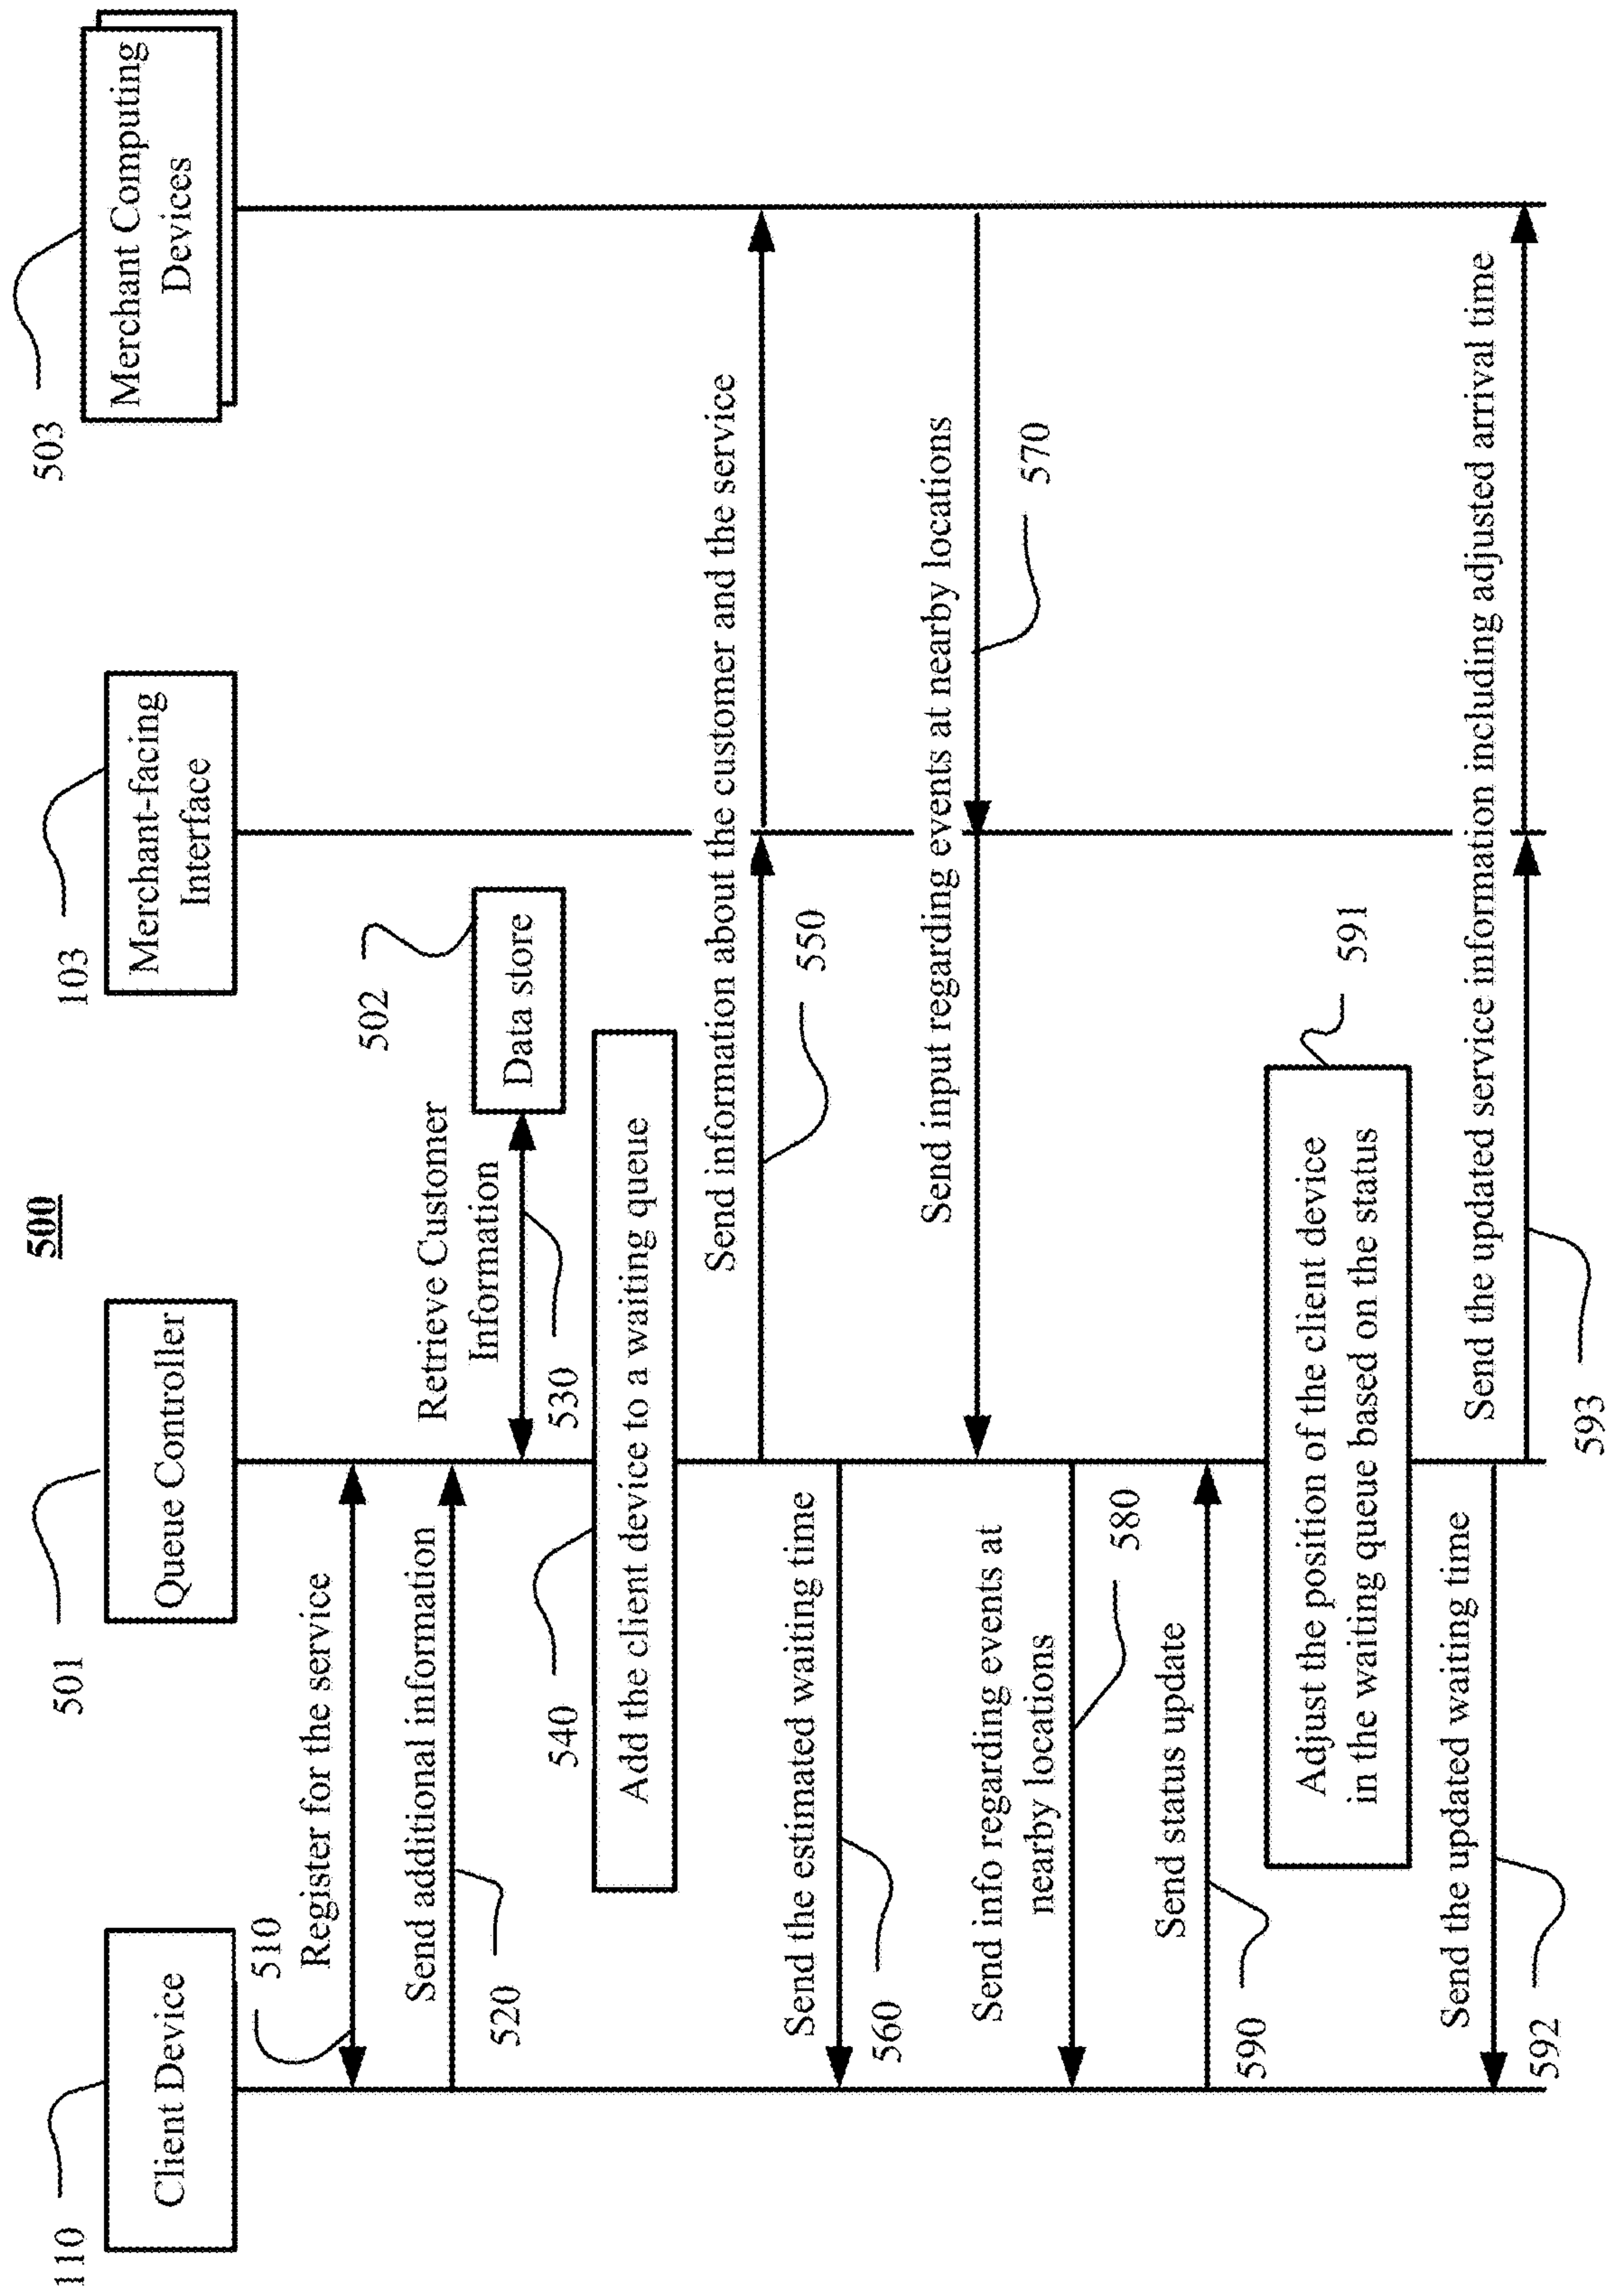 500
110
Client Device
501
Queue Controller
103
Merchant-facing
Interface
503
Merchant Computing
Devices
510
Register for the service
Send additional information
520
Retrieve Customer
Information
530
502
Data store
540
Add the client device to a waiting queue
Send information about the customer and the service
550
Send the estimated waiting time
560
Send input regarding events at nearby locations
570
Send info regarding events at
nearby locations
580
Send status update
590
Adjust the position of the client device
in the waiting queue based on the status
591
Send the updated waiting time
592
Send the updated service information including adjusted arrival time
593